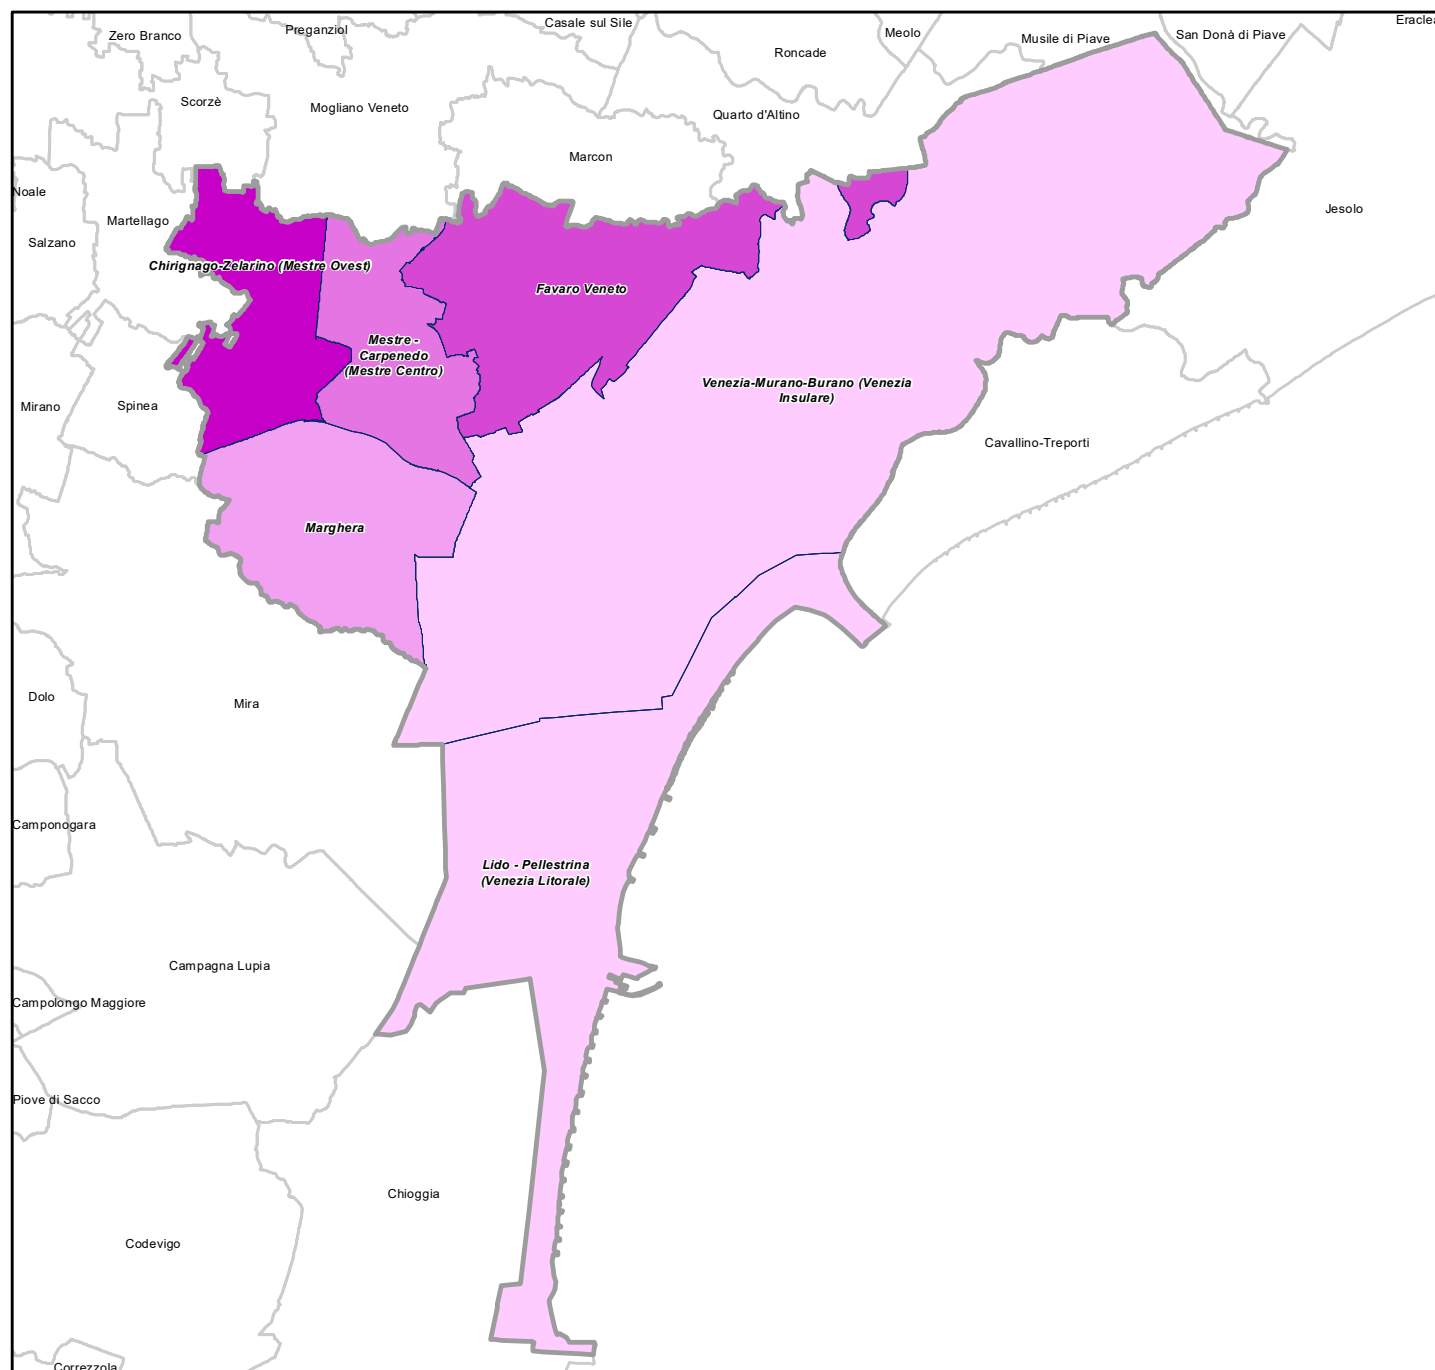 Eraclea
Casale sul Sile
Preganziol
Meolo
San Donà di Piave
Zero Branco
Musile di Piave
Roncade
Scorzè
Mogliano Veneto
Quarto d'Altino
Marcon
Noale
Jesolo
Martellago
Salzano
Chirignago-Zelarino (Mestre Ovest)
Favaro Veneto
Mestre -
Carpenedo
(Mestre Centro)
Venezia-Murano-Burano (Venezia
Insulare)
Mirano
Spinea
Cavallino-Treporti
Marghera
Dolo
Mira
Camponogara
Lido - Pellestrina
(Venezia Litorale)
Campagna Lupia
Campolongo Maggiore
Piove di Sacco
Chioggia
Codevigo
Correzzola